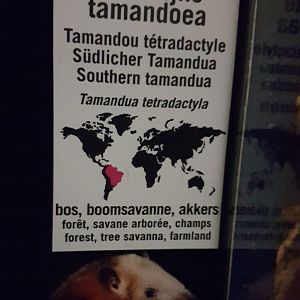 tamandoea
Tamandou tétradactyle
Südlicher Tamandua
Southern tamandua
Tamandua tetradactyla
bos, boomsavanne, akkers
forêt, savane arborée, champs
forest, tree savanna, farmland